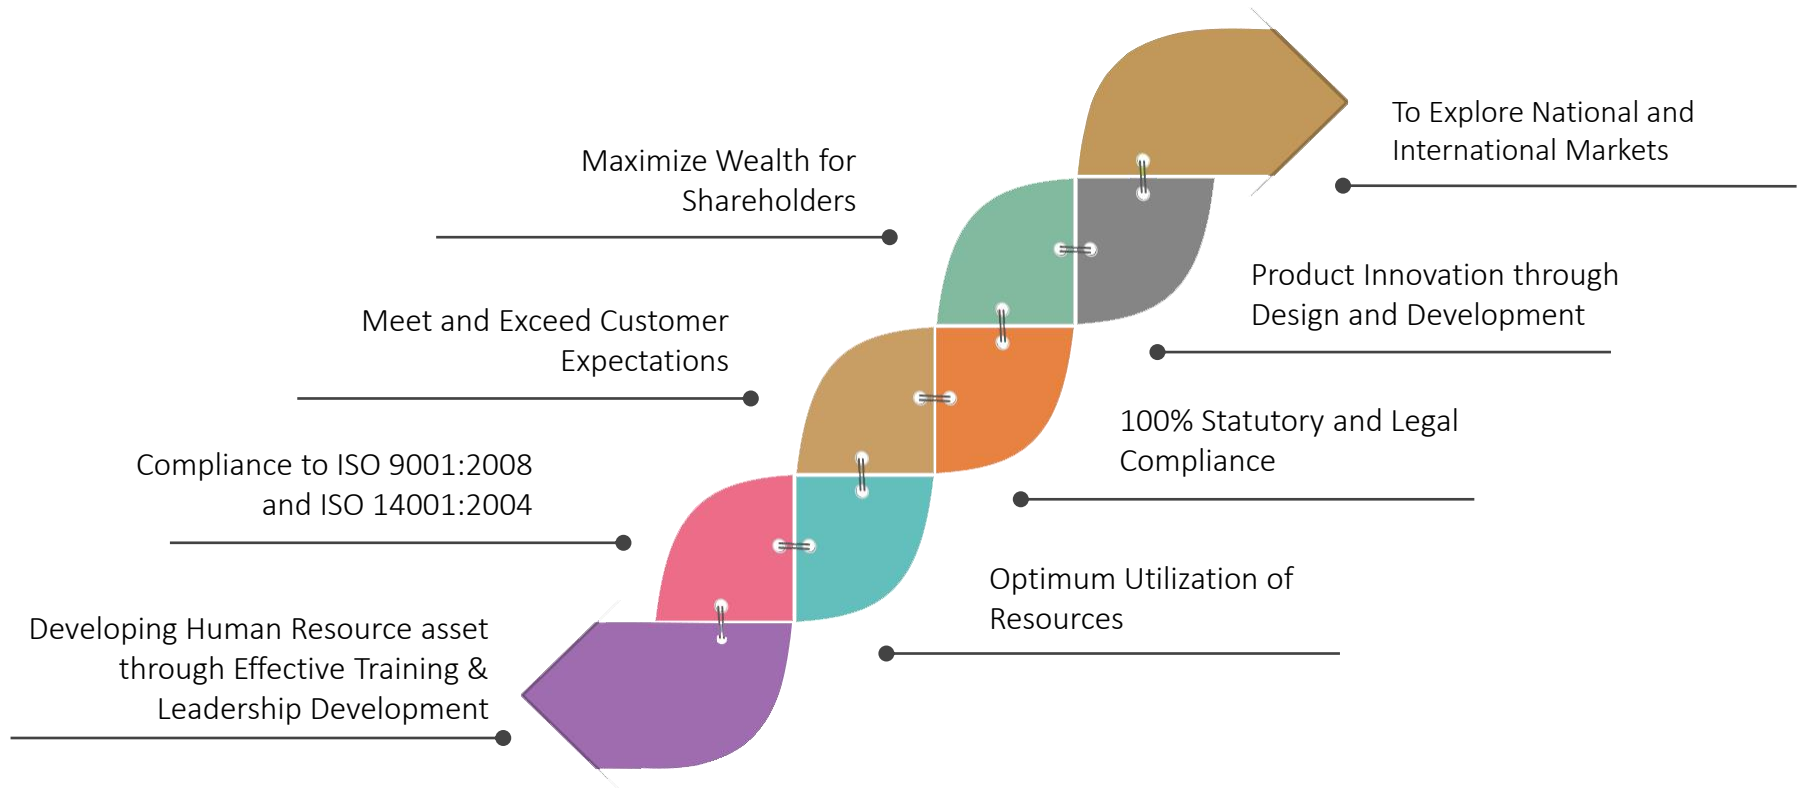 To Explore National and
International Markets
Maximize Wealth for
Shareholders
Product Innovation through
Design and Development
Meet and Exceed Customer
Expectations
100% Statutory and Legal
Compliance
Compliance to ISO 9001:2008
and ISO 14001:2004
Optimum Utilization of
Resources
Developing Human Resource asset
through Effective Training &
Leadership Development